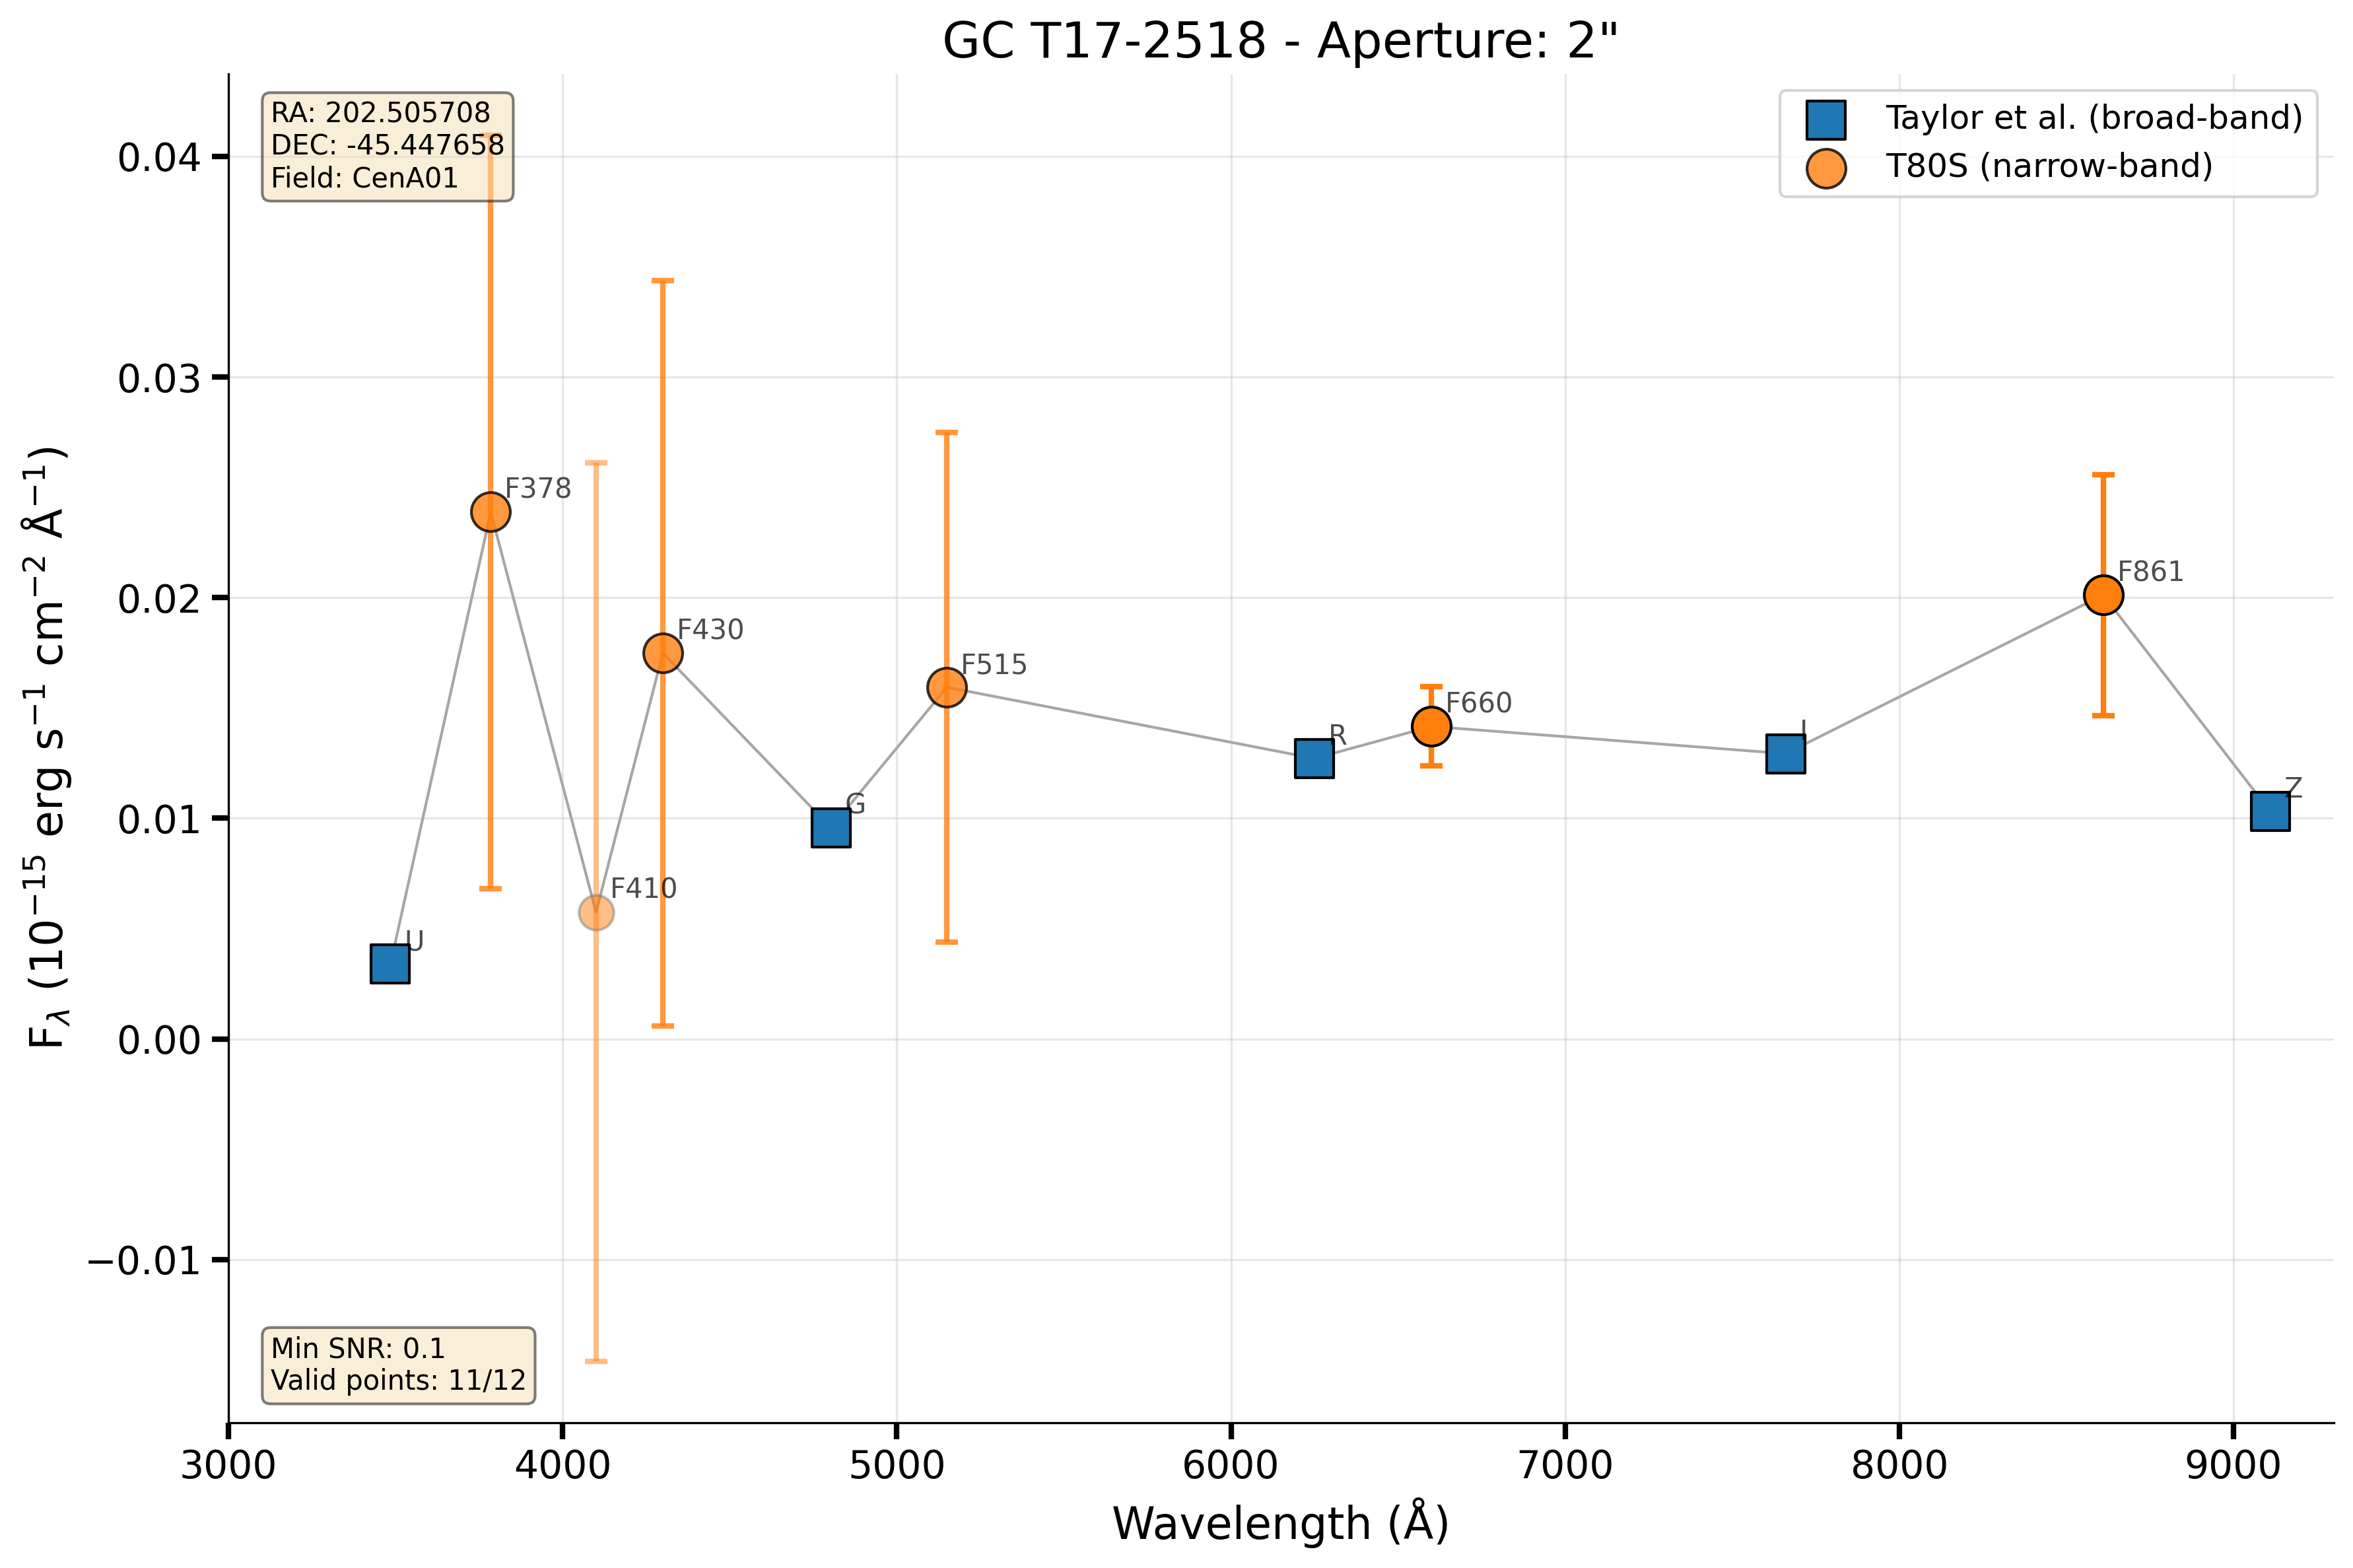 GC T17-2518 - Aperture: 2"
RA: 202.505708
DEC: -45.447658
Field: CenA01
Taylor et al. (broad-band)
T80S (narrow-band)
0.04
0.03
0.02
0.01
0.00
−0.01
F$_{λ}$ (10$^{−15}$ erg s$^{−1}$ cm$^{−2}$ Å$^{−1}$)
U
F378
F410
F430
G
F515
R
F660
I
F861
Z
Min SNR: 0.1
Valid points: 11/12
3000 4000 5000 6000 7000 8000 9000
Wavelength (Å)